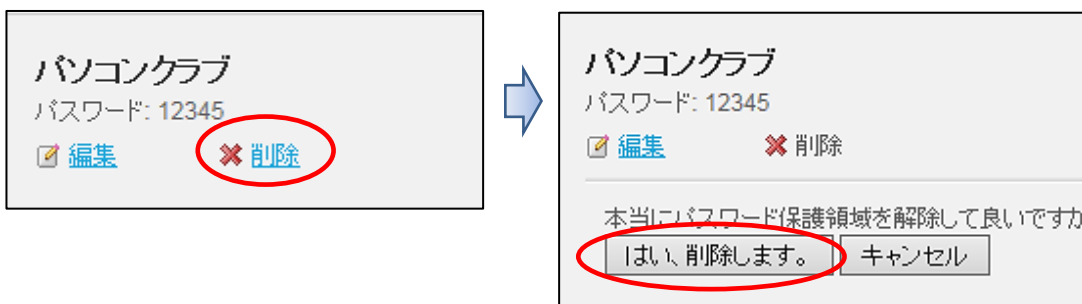 パソコンクラブ
パスワード: 12345
編集 削除
パソコンクラブ
パスワード: 12345
編集 削除
本当にパスワード保護領域を解除して良いですか
はい、削除します。 キャンセル